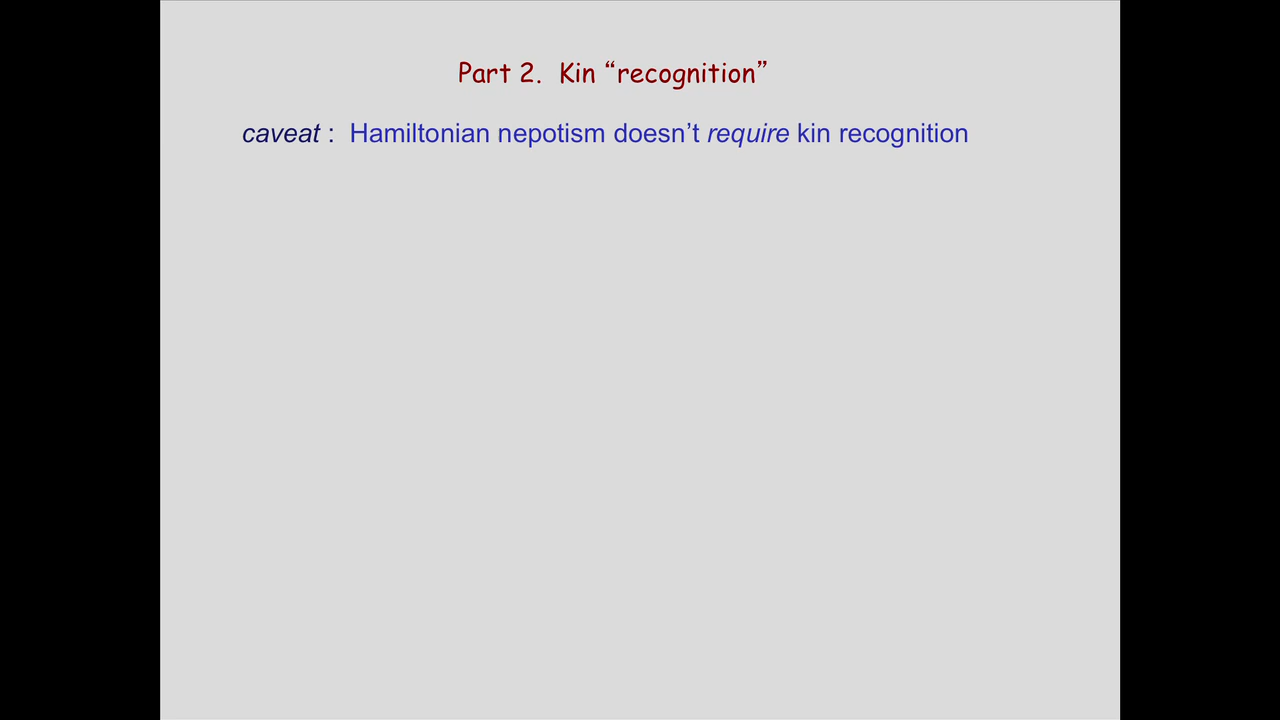 Part 2.  Kin “recognition”
caveat :  Hamiltonian nepotism doesn’t require kin recognition